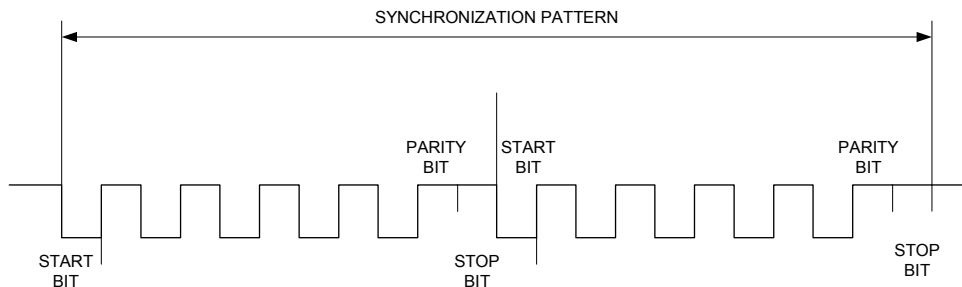 SYNCHRONIZATION PATTERN
PARITY
BIT
START
BIT
PARITY
BIT
START
BIT
STOP
BIT
STOP
BIT